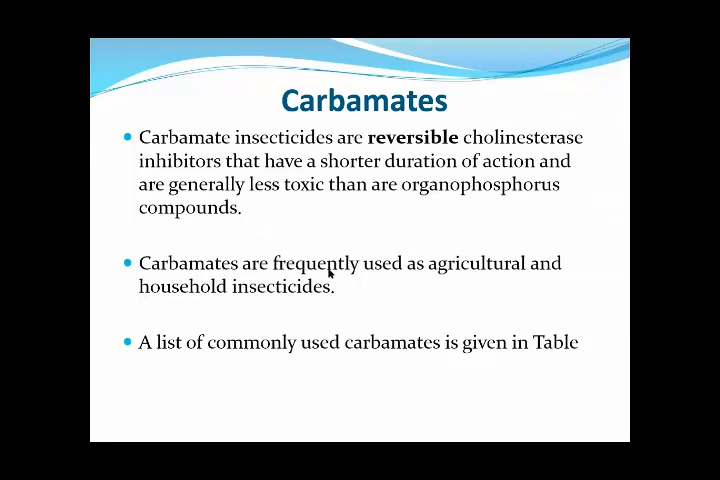 Carbamates
• Carbamate insecticides are reversible cholinesterase
inhibitors that have a shorter duration of action and
are generally less toxic than are organophosphorus
compounds.
• Carbamates are frequently used as agricultural and
household insecticides.
• A list of commonly used carbamates is given in Table